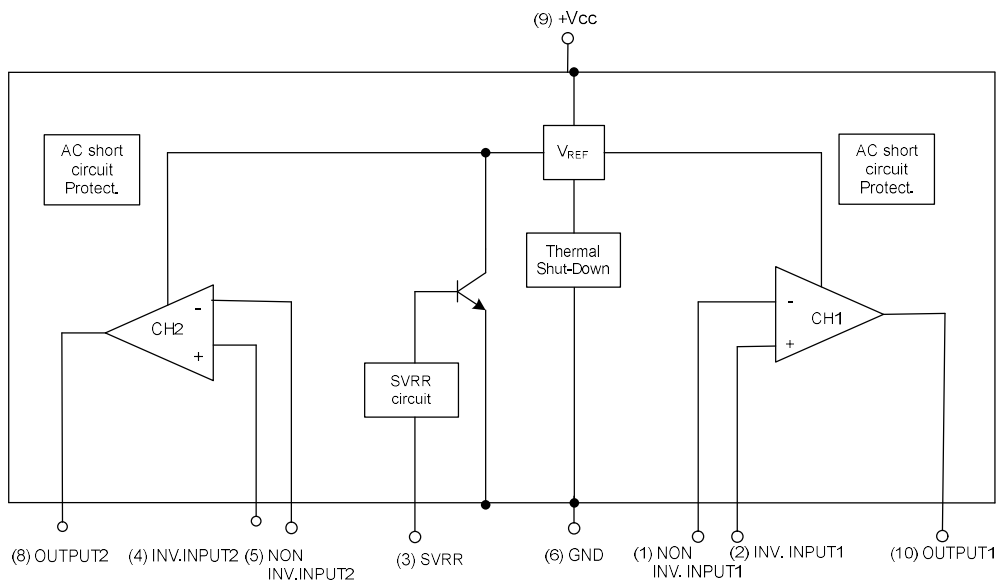 (9) +Vcc
AC short
circuit
Protect.
VREF
AC short
circuit
Protect.
Thermal
Shut-Down
-
CH2
+
-
CH1
+
SVRR
circuit
(8) OUTPUT2
(4) INV.INPUT2
(5) NON
INV.INPUT2
(3) SVRR
(6) GND
(1) NON
INV. INPUT1
(2) INV. INPUT1
(10) OUTPUT1